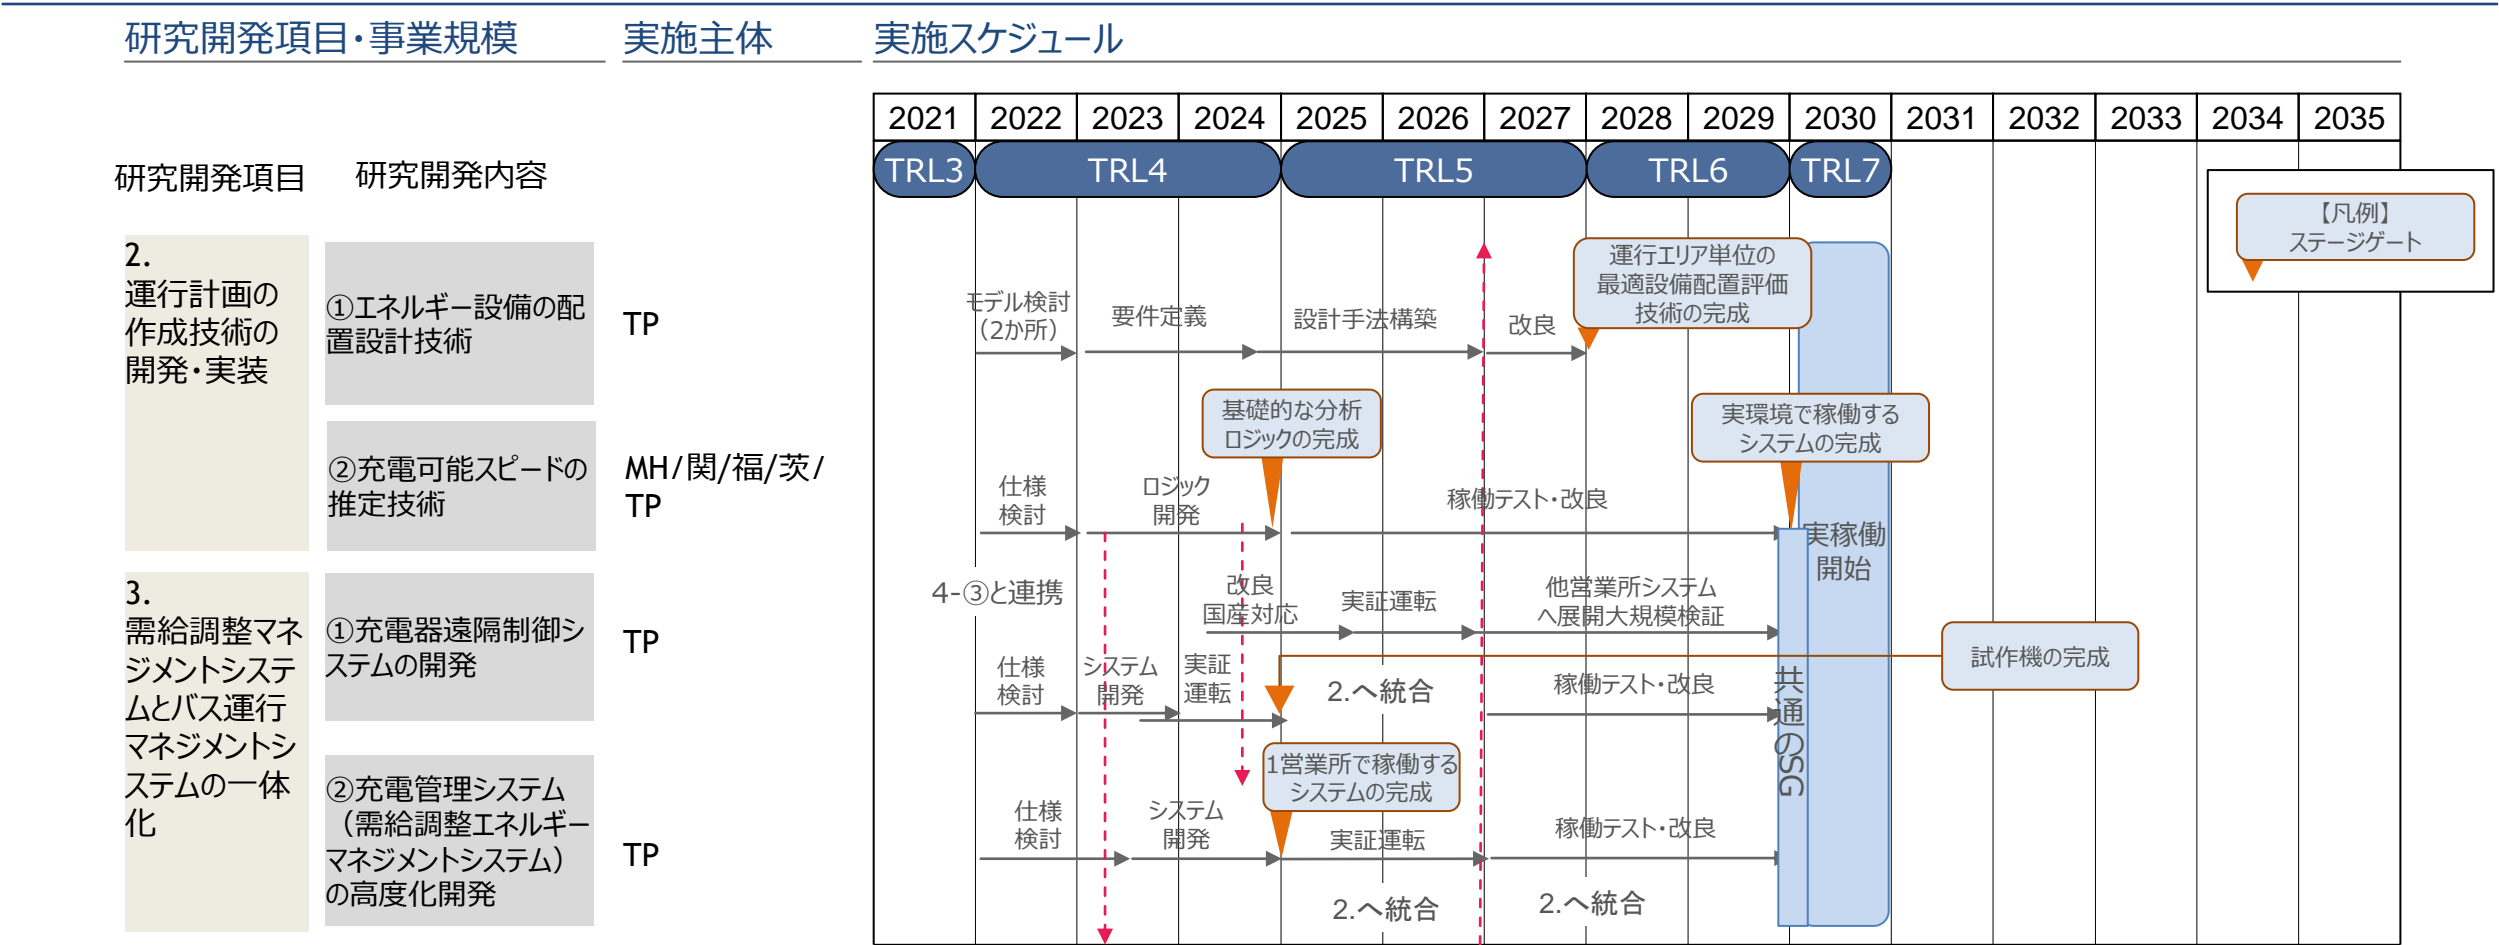 研究開発項目・事業規模
実施主体
実施スケジュール
2021 2022 2023 2024 2025 2026 2027 2028 2029 2030 2031 2032 2033 2034 2035
TRL3 TRL4 TRL5 TRL6 TRL7
研究開発項目
研究開発内容
【凡例】
ステージゲート
2.
運行計画の
作成技術の
開発・実装
①エネルギー設備の配
置設計技術
TP
モデル検討
（2か所）
要件定義
設計手法構築
改良
運行エリア単位の
最適設備配置評価
技術の完成
②充電可能スピードの
推定技術
MH/関/福/茨/
TP
仕様
検討
ロジック
開発
基礎的な分析
ロジックの完成
稼働テスト・改良
実環境で稼働する
システムの完成
実稼働
開始
3.
需給調整マネ
ジメントシステ
ムとバス運行
マネジメントシ
ステムの一体
化
①充電器遠隔制御シ
ステムの開発
TP
4-③と連携
改良
国産対応
実証運転
他営業所システム
へ展開大規模検証
仕様
検討
システム
開発
実証
運転
2.へ統合
稼働テスト・改良
試作機の完成
共通のSG
②充電管理システム
（需給調整エネルギー
マネジメントシステム）
の高度化開発
TP
仕様
検討
システム
開発
1営業所で稼働する
システムの完成
実証運転
稼働テスト・改良
2.へ統合
2.へ統合